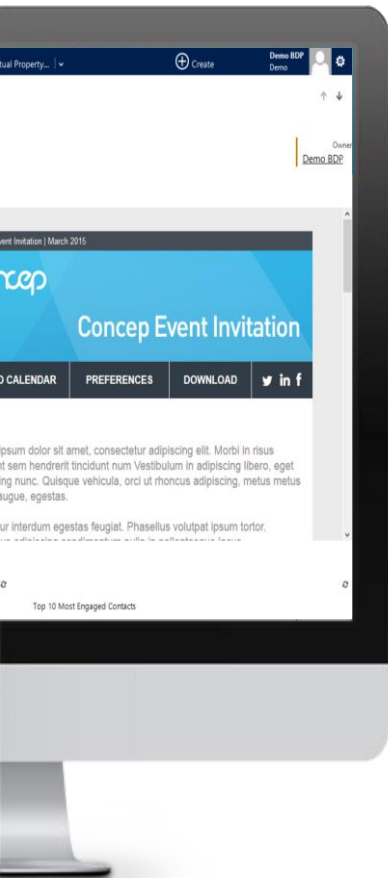 tual Property...
Create
Demo BDP
Demo
Owner
Demo BDP
vent Invitation | March 2015
ncep
Concep Event Invitation
O CALENDAR PREFERENCES DOWNLOAD in f
ipsum dolor sit amet, consectetur adipiscing elit. Morbi in risus
nt sem hendrerit tincidunt num Vestibulum in adipiscing libero, eget
ing nunc. Quisque vehicula, orci ut rhoncus adipiscing, metus metus
augue, egestas.
ur interdum egestas feugiat. Phasellus volutpat ipsum tortor.
Top 10 Most Engaged Contacts